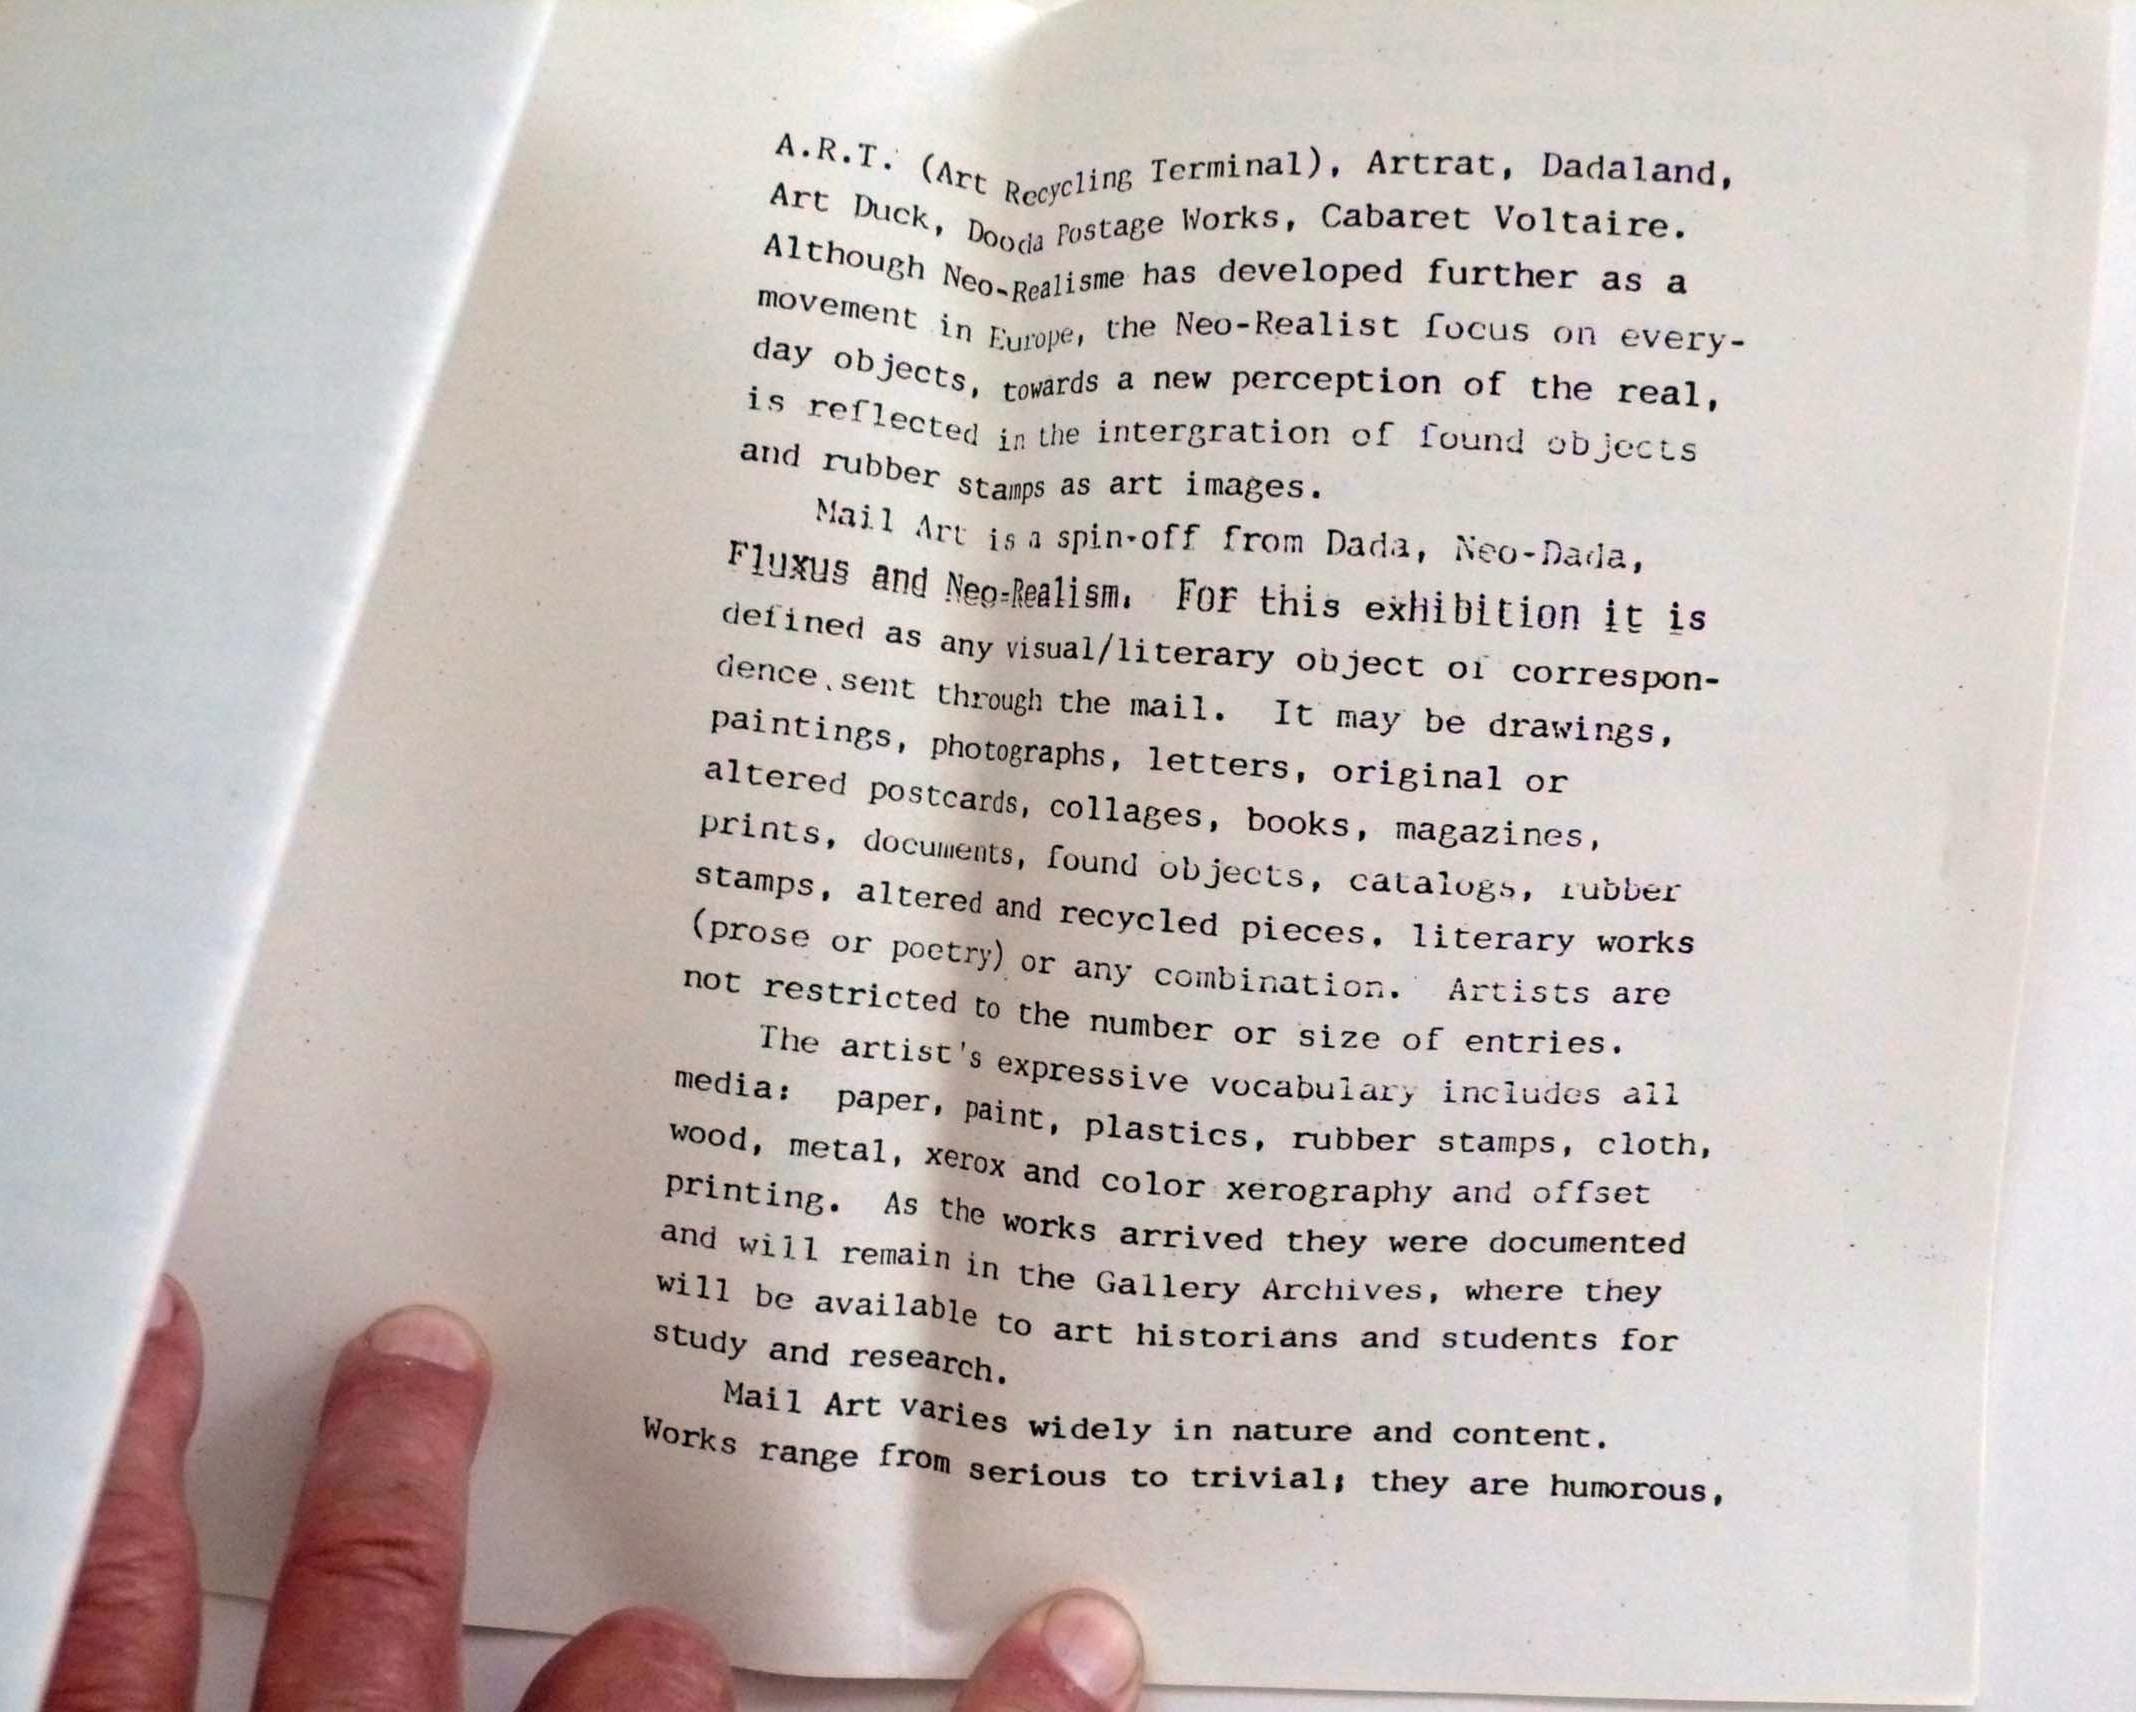 A.R.T. (Art Recycling Terminal), Artrat, Dadaland,
Art Duck, Dooda Postage Works, Cabaret Voltaire.
Although Neo-Realisme has developed further as a
movement in Europe, the Neo-Realist focus on every-
day objects, towards a new perception of the real,
is reflected in the intergration of found objects
and rubber stamps as art images.
Mail Art is a spin-off from Dada, Neo-Dada,
Fluxus and Neo-Realism. For this exhibition it is
defined as any visual/literary object or correspon-
dence sent through the mail. It may be drawings,
paintings, photographs, letters, original or
altered postcards, collages, books, magazines,
prints, documents, found objects, catalogs, rubber
stamps, altered and recycled pieces, literary works
(prose or poetry) or any combination. Artists are
not restricted to the number or size of entries.
The artist's expressive vocabulary includes all
media: paper, paint, plastics, rubber stamps, cloth,
wood, metal, xerox and color xerography and offset
printing. As the works arrived they were documented
and will remain in the Gallery Archives, where they
will be available to art historians and students for
study and research.
Mail Art varies widely in nature and content.
Works range from serious to trivial; they are humorous,